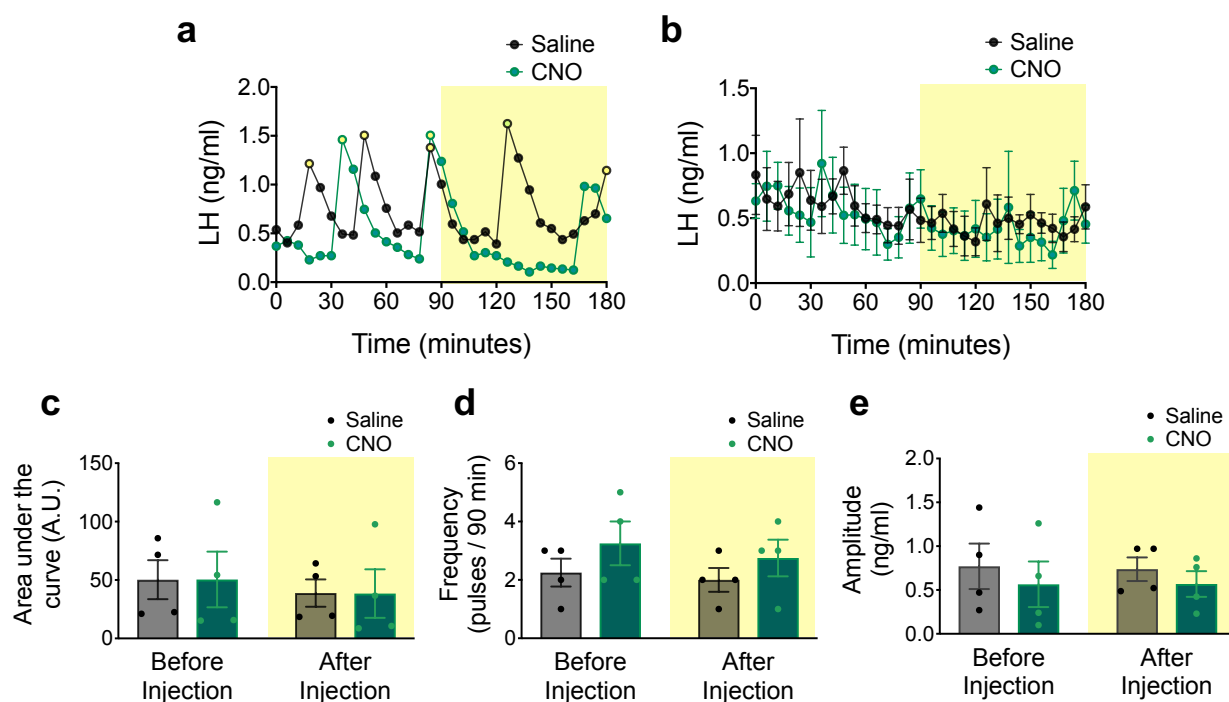 a
Saline
CNO
LH (ng/ml)
2.0
1.5
1.0
0.5
0.0
0 30 60 90 120 150 180
Time (minutes)
b
Saline
CNO
LH (ng/ml)
1.5
1.0
0.5
0.0
0 30 60 90 120 150 180
Time (minutes)
c
Saline
CNO
Area under the
curve (A.U.)
150
100
50
0
Before
Injection
After
Injection
d
Saline
CNO
Frequency
(pulses / 90 min)
6
4
2
0
Before
Injection
After
Injection
e
Saline
CNO
Amplitude
(ng/ml)
2.0
1.5
1.0
0.5
0.0
Before
Injection
After
Injection